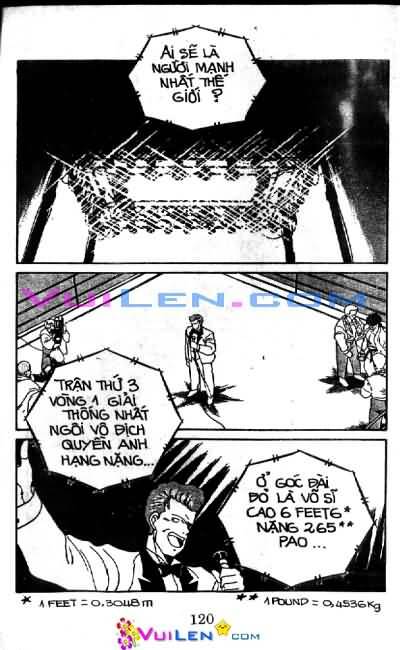 AI SẼ LÀ
NGƯỜI MẠNH
NHẤT THẾ
GIỚI ?
VUILEN.COM
TRẬN THỨ 3
VÒNG 1 GIẢI
THỐNG NHẤT
NGÔI VÔ ĐỊCH
QUYỀN ANH
HẠNG NẶNG...
Ở GÓC ĐÀI
ĐỎ LÀ VÕ SĨ
CAO 6 FEET6*
NẶNG 265**
PAO ...
* 1 FEET = 0,3048m
** 1 POUND = 0,4536Kg
120
VUILEN.COM